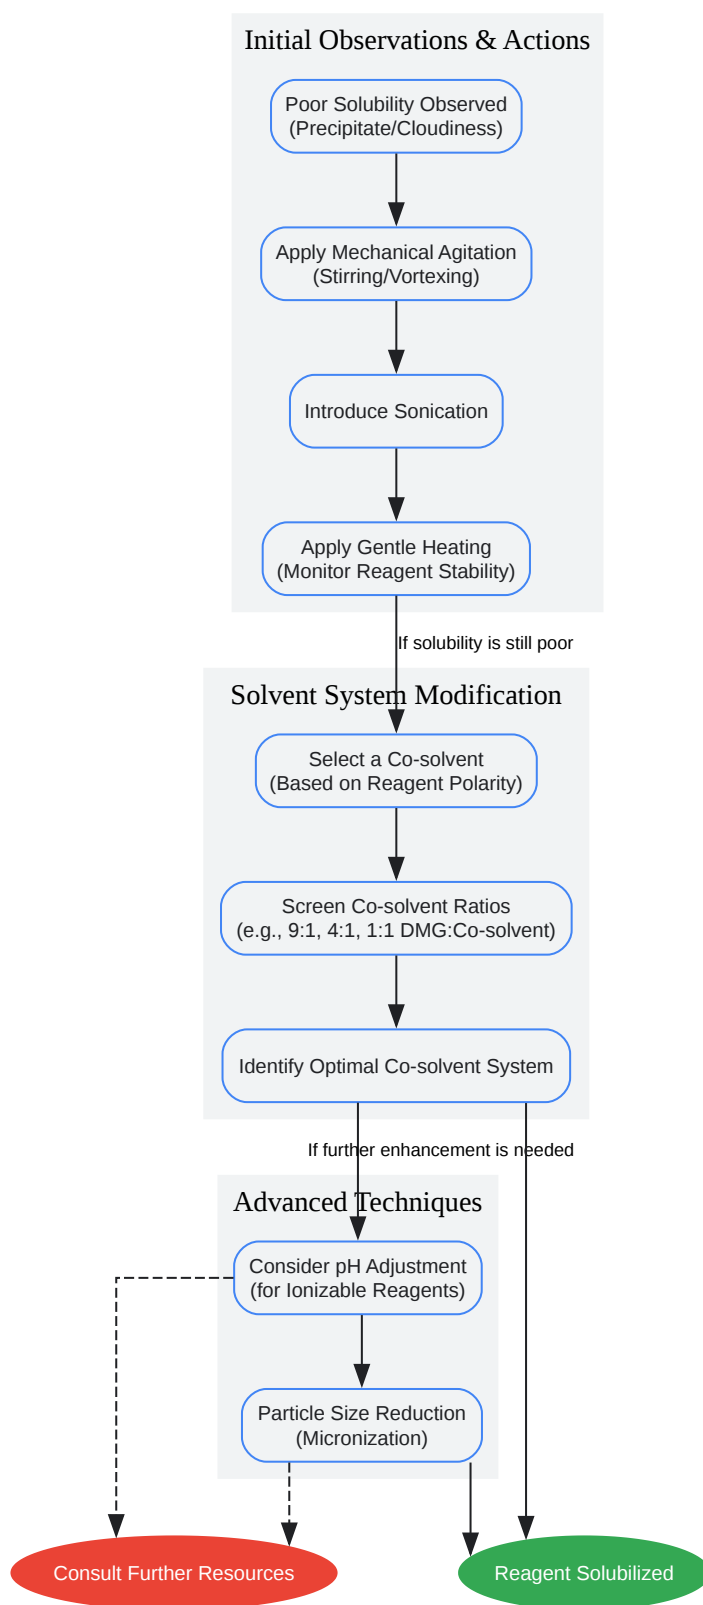 Initial Observations & Actions
Poor Solubility Observed
(Precipitate/Cloudiness)
Apply Mechanical Agitation
(Stirring/Vortexing)
Introduce Sonication
Apply Gentle Heating
(Monitor Reagent Stability)
If solubility is still poor
Solvent System Modification
Select a Co-solvent
(Based on Reagent Polarity)
Screen Co-solvent Ratios
(e.g., 9:1, 4:1, 1:1 DMG:Co-solvent)
Identify Optimal Co-solvent System
If further enhancement is needed
Advanced Techniques
Consider pH Adjustment
(for Ionizable Reagents)
Particle Size Reduction
(Micronization)
Consult Further Resources
Reagent Solubilized